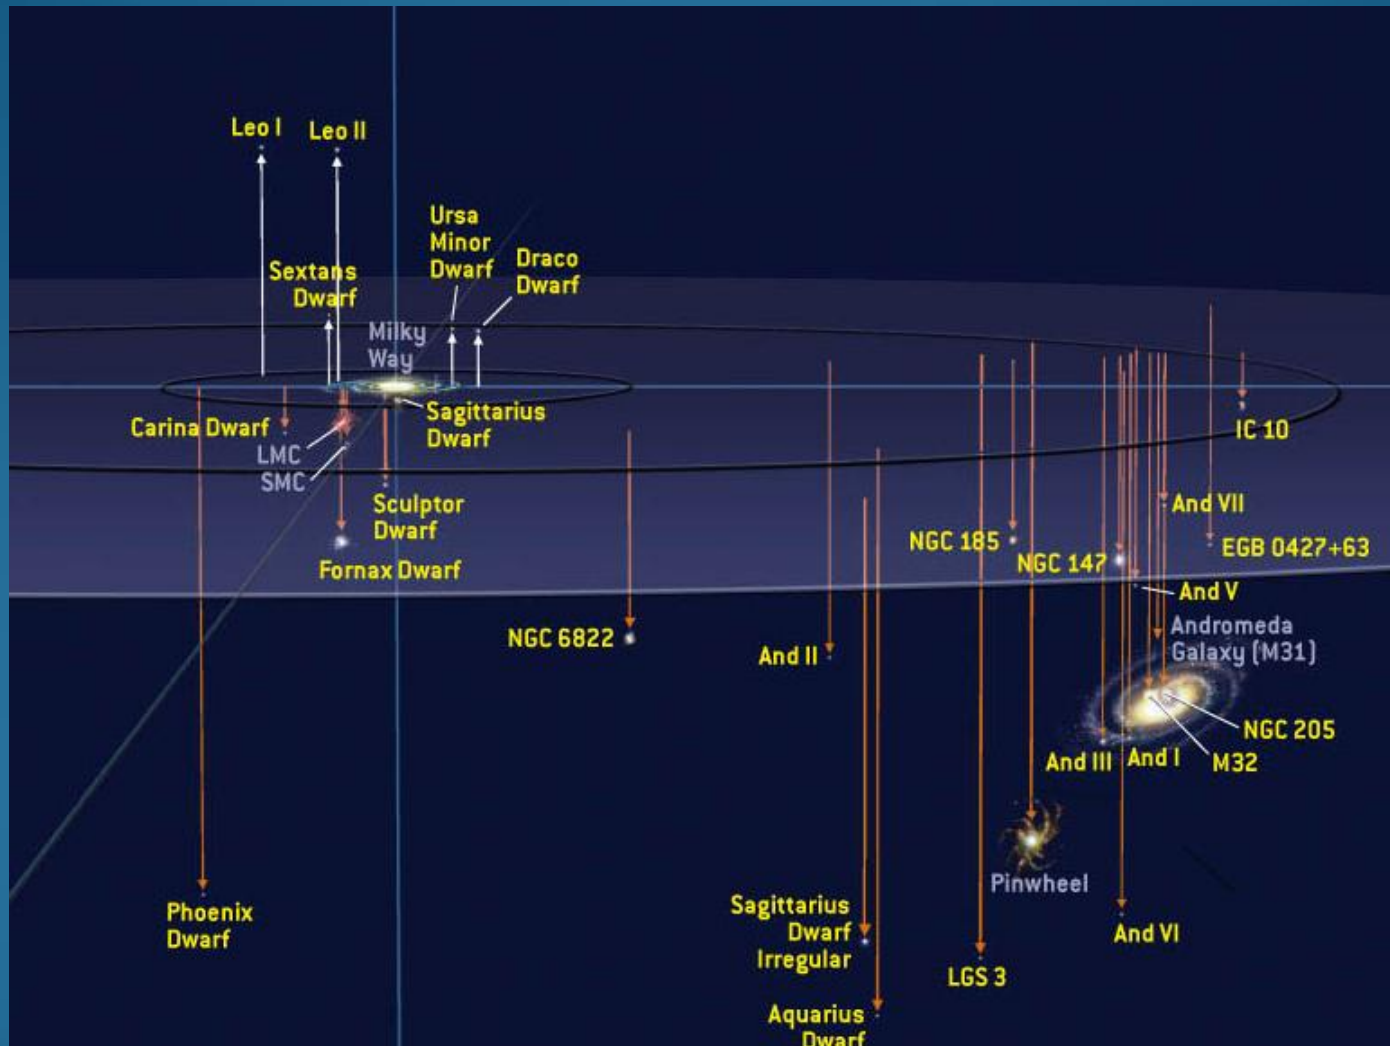 Leo I
Leo II
Ursa
Minor
Dwarf
Draco
Dwarf
Sextans
Dwarf
Milky
Way
Carina Dwarf
LMC
SMC
Sagittarius
Dwarf
Sculptor
Dwarf
Fornax Dwarf
IC 10
And VII
NGC 185
NGC 147
EGB 0427+63
And V
NGC 6822
And II
Andromeda
Galaxy (M31)
NGC 205
And III
And I
M32
Pinwheel
Phoenix
Dwarf
Sagittarius
Dwarf
Irregular
And VI
LGS 3
Aquarius
Dwarf